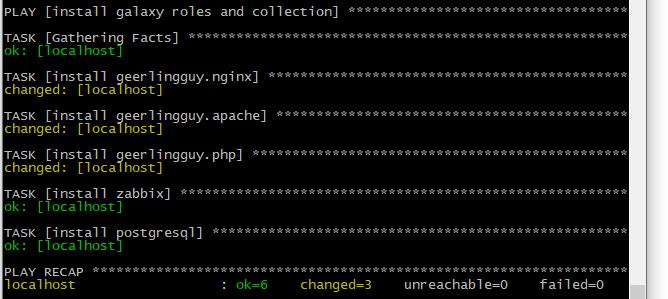 PLAY [install galaxy roles and collection] ***********************************
TASK [Gathering Facts] *******************************************************
ok: [localhost]
TASK [install geerlingguy.nginx] *********************************************
changed: [localhost]
TASK [install geerlingguy.apache] ********************************************
changed: [localhost]
TASK [install geerlingguy.php] ***********************************************
changed: [localhost]
TASK [install zabbix] ********************************************************
ok: [localhost]
TASK [install postgresql] ****************************************************
ok: [localhost]
PLAY RECAP *******************************************************************
localhost                  : ok=6    changed=3    unreachable=0    failed=0